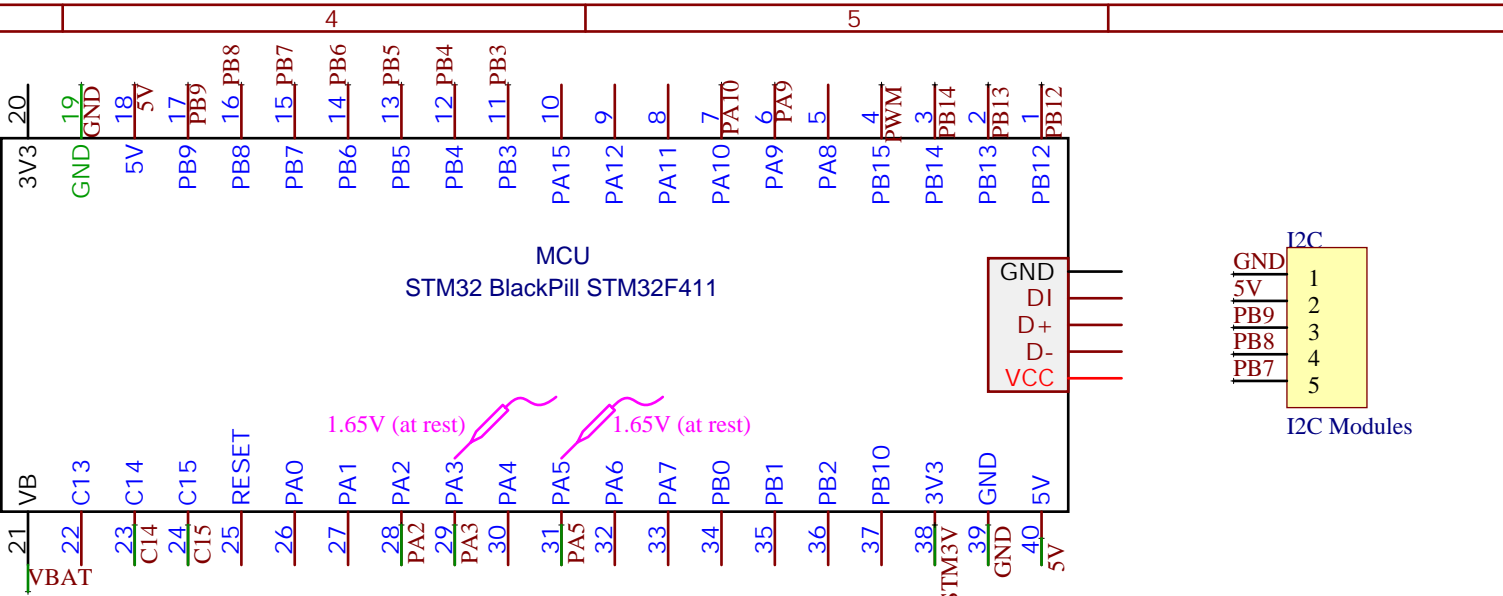 4 5
PB8 PB7 PB6 PB5 PB4 PB3
20 19 GND 18 5V 17 PB9 16 15 14 13 12 11 10 9 8 7 PA10 6 PA9 5 4 PWM 3 PB14 2 PB13 1 PB12
3V3 GND 5V PB9 PB8 PB7 PB6 PB5 PB4 PB3 PA15 PA12 PA11 PA10 PA9 PA8 PB15 PB14 PB13 PB12
MCU
STM32 BlackPill STM32F411
GND
DI
D+
D-
VCC
I2C
GND 1
5V 2
PB9 3
PB8 4
PB7 5
I2C Modules
1.65V (at rest) 1.65V (at rest)
VB C13 C14 C15 RESET PA0 PA1 PA2 PA3 PA4 PA5 PA6 PA7 PB0 PB1 PB2 PB10 3V3 GND 5V
21 22 23 C14 24 C15 25 26 27 28 PA2 29 PA3 30 31 PA5 32 33 34 35 36 37 38 STM3V 39 GND 40 5V
VBAT